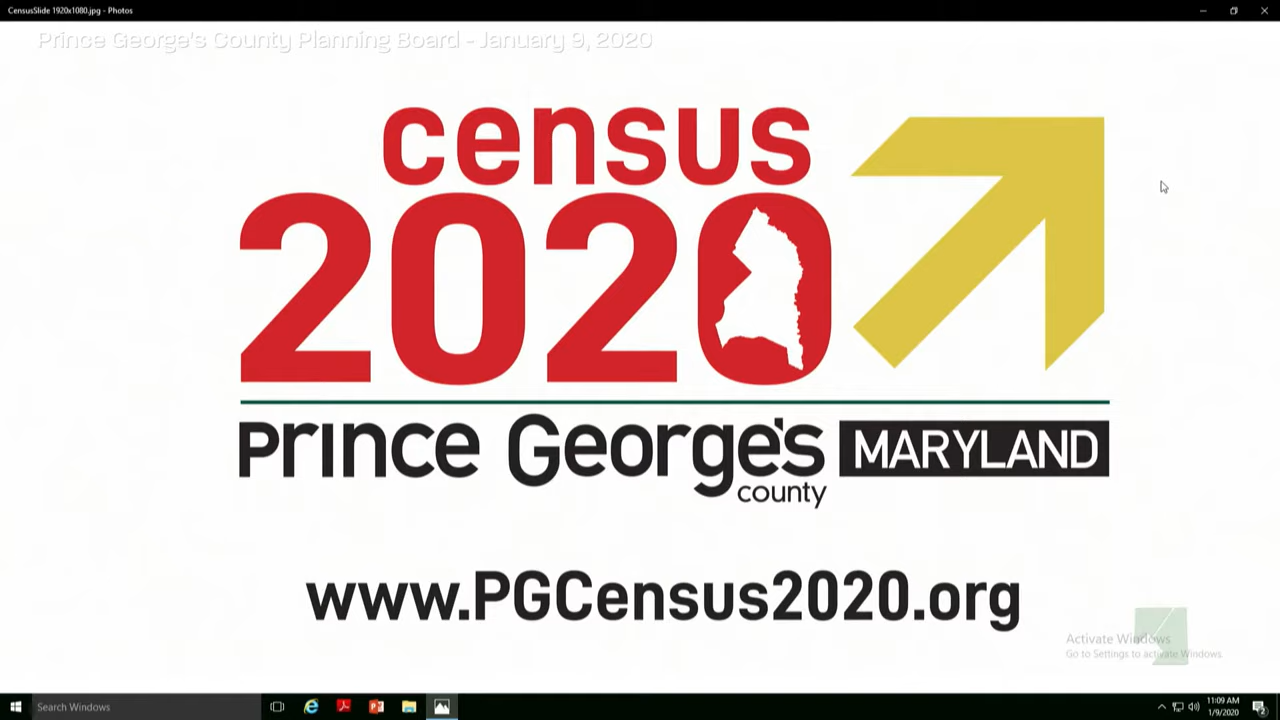 CensusSlide 1920x1080.jpg - Photos
Prince George's County Planning Board - January 9, 2020
census
2020
Prince George's MARYLAND
county
www.PGCensus2020.org
Activate Windows
Go to Settings to activate Windows.
Search Windows
11:09 AM
1/9/2020
2